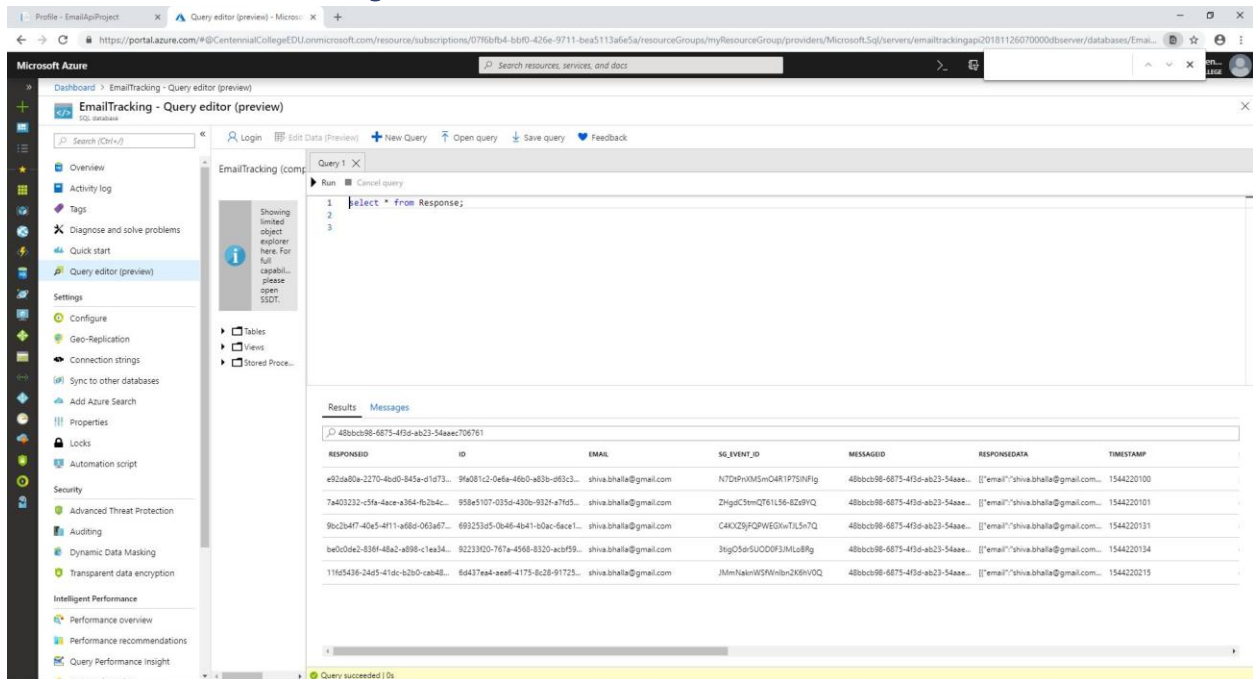 Profile - EmailApiProject
Query editor (preview) - Micros
https://portal.azure.com/#@CentennialCollegeEDU.onmicrosoft.com/resource/subscriptions/07f6bfb4-bbf0-426e-9711-bea5113a6e5a/resourceGroups/myResourceGroup/providers/Microsoft.Sql/servers/emailtrackingapi20181126070000dbserver/databases/Emai...
Microsoft Azure
Search resources, services, and docs
Dashboard > EmailTracking - Query editor (preview)
EmailTracking - Query editor (preview)
SQL database
Search (Ctrl+/)
Overview
Activity log
Tags
Diagnose and solve problems
Quick start
Query editor (preview)
Settings
Configure
Geo-Replication
Connection strings
Sync to other databases
Add Azure Search
Properties
Locks
Automation script
Security
Advanced Threat Protection
Auditing
Dynamic Data Masking
Transparent data encryption
Intelligent Performance
Performance overview
Performance recommendations
Query Performance Insight
Login Edit Data (Preview) New Query Open query Save query Feedback
EmailTracking (comp
Showing
limited
object
explorer
here. For
full
capabil...
please
open
SSDT.
Tables
Views
Stored Proce...
Query 1
Run Cancel query
1 select * from Response;
2
3
Results Messages
48bbcb98-6875-4f3d-ab23-54aaec706761
RESPONSEID ID EMAIL SG_EVENT_ID MESSAGEID RESPONSEDATA TIMESTAMP
e92da80a-2270-4bd0-845a-d1d73... 9fa081c2-0e6a-46b0-a83b-d63c3... shiva.bhalla@gmail.com N7DtPnXMSmO4R1P7SINFlg 48bbcb98-6875-4f3d-ab23-54aae... [{"email":"shiva.bhalla@gmail.com... 1544220100
7a403232-c5fa-4ace-a364-fb2b4c... 958e5107-035d-430b-932f-a7fd5... shiva.bhalla@gmail.com ZHgdC5tmQT61L56-8Zs9YQ 48bbcb98-6875-4f3d-ab23-54aae... [{"email":"shiva.bhalla@gmail.com... 1544220101
9bc2b4f7-40e5-4f11-a68d-063a67... 693253d5-0b46-4b41-b0ac-6ace1... shiva.bhalla@gmail.com C4KXZ9jFQPWEGXwTJL5n7Q 48bbcb98-6875-4f3d-ab23-54aae... [{"email":"shiva.bhalla@gmail.com... 1544220131
be0c0de2-836f-48a2-a898-c1ea34... 92233f20-767a-4568-8320-acbf59... shiva.bhalla@gmail.com 3tigO5drSUOD0F3JMLoBRg 48bbcb98-6875-4f3d-ab23-54aae... [{"email":"shiva.bhalla@gmail.com... 1544220134
11fd5436-24d5-41dc-b2b0-cab48... 6d437ea4-aea6-4175-8c28-91725... shiva.bhalla@gmail.com JMmNaknWSfWnIbn2K6hV0Q 48bbcb98-6875-4f3d-ab23-54aae... [{"email":"shiva.bhalla@gmail.com... 1544220215
Query succeeded | 0s